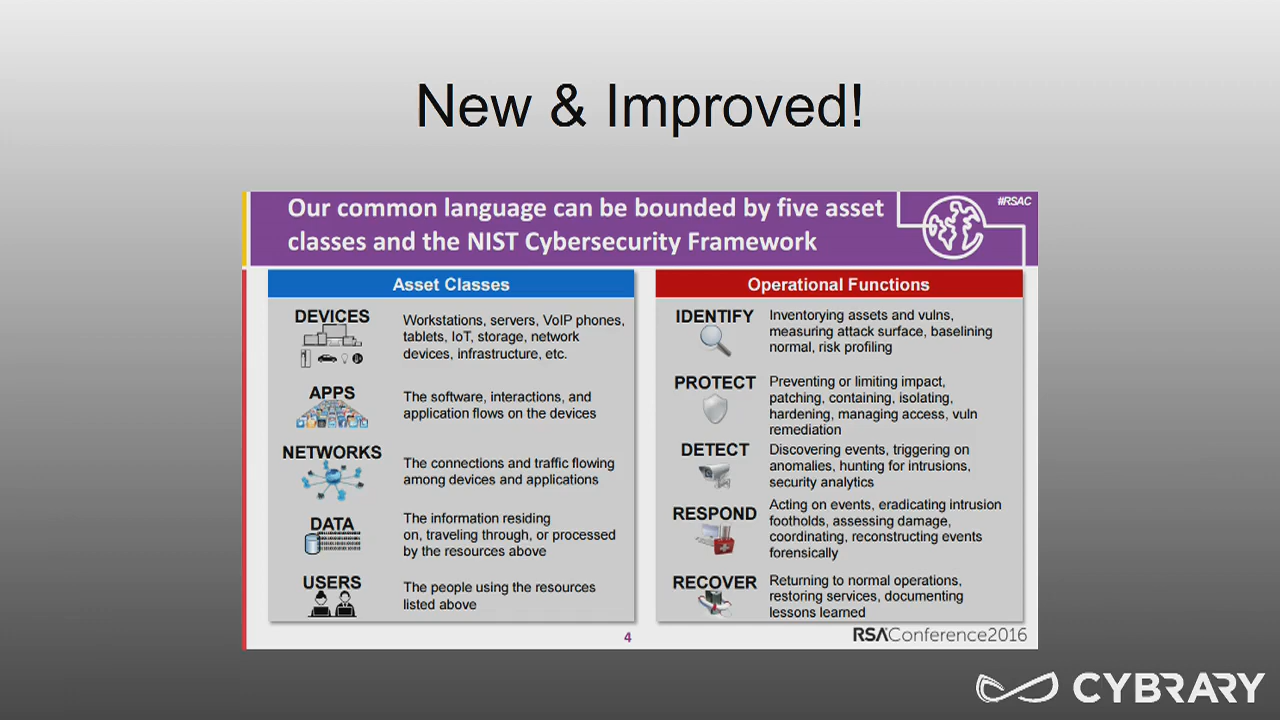 New & Improved!
Our common language can be bounded by five asset
classes and the NIST Cybersecurity Framework
#RSAC
Asset Classes
DEVICES
Workstations, servers, VoIP phones,
tablets, IoT, storage, network
devices, infrastructure, etc.
APPS
The software, interactions, and
application flows on the devices
NETWORKS
The connections and traffic flowing
among devices and applications
DATA
The information residing
on, traveling through, or processed
by the resources above
USERS
The people using the resources
listed above
Operational Functions
IDENTIFY
Inventorying assets and vulns,
measuring attack surface, baselining
normal, risk profiling
PROTECT
Preventing or limiting impact,
patching, containing, isolating,
hardening, managing access, vuln
remediation
DETECT
Discovering events, triggering on
anomalies, hunting for intrusions,
security analytics
RESPOND
Acting on events, eradicating intrusion
footholds, assessing damage,
coordinating, reconstructing events
forensically
RECOVER
Returning to normal operations,
restoring services, documenting
lessons learned
4
RSAConference2016
CYBRARY